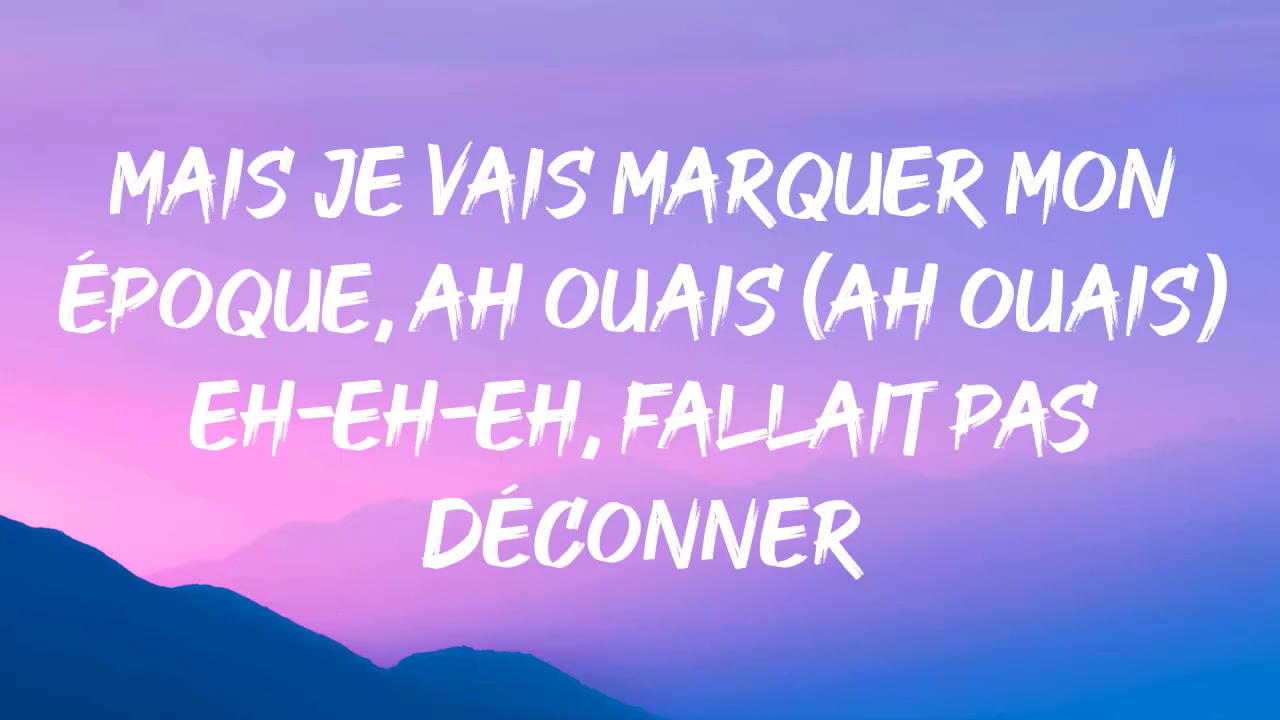 MAIS JE VAIS MARQUER MON
ÉPOQUE, AH OUAIS (AH OUAIS)
EH-EH-EH, FALLAIT PAS
DÉCONNER